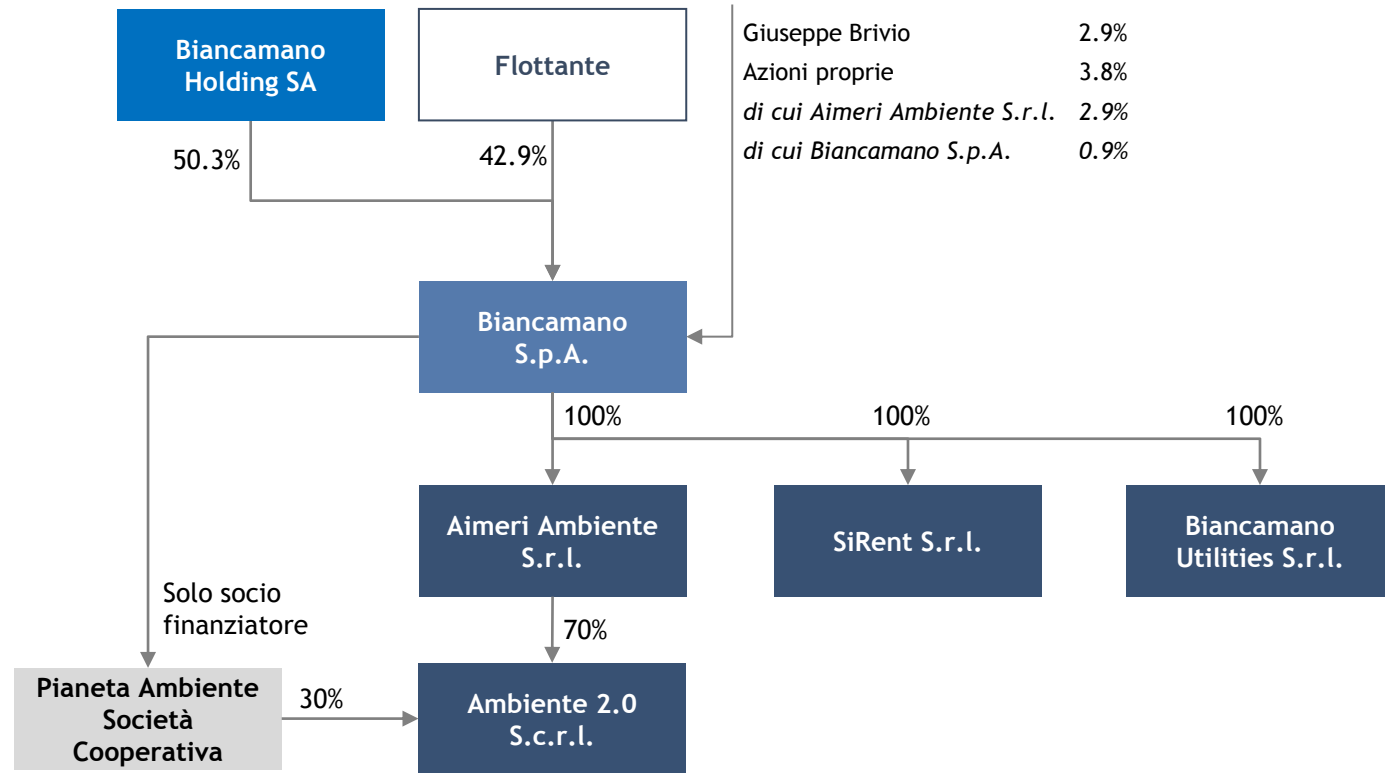 Biancamano
Holding SA
Flottante
Giuseppe Brivio 2.9%
Azioni proprie 3.8%
di cui Aimeri Ambiente S.r.l. 2.9%
di cui Biancamano S.p.A. 0.9%
50.3%
42.9%
Biancamano
S.p.A.
100%
100%
100%
Aimeri Ambiente
S.r.l.
SiRent S.r.l.
Biancamano
Utilities S.r.l.
Solo socio
finanziatore
70%
Pianeta Ambiente
Società
Cooperativa
30%
Ambiente 2.0
S.c.r.l.